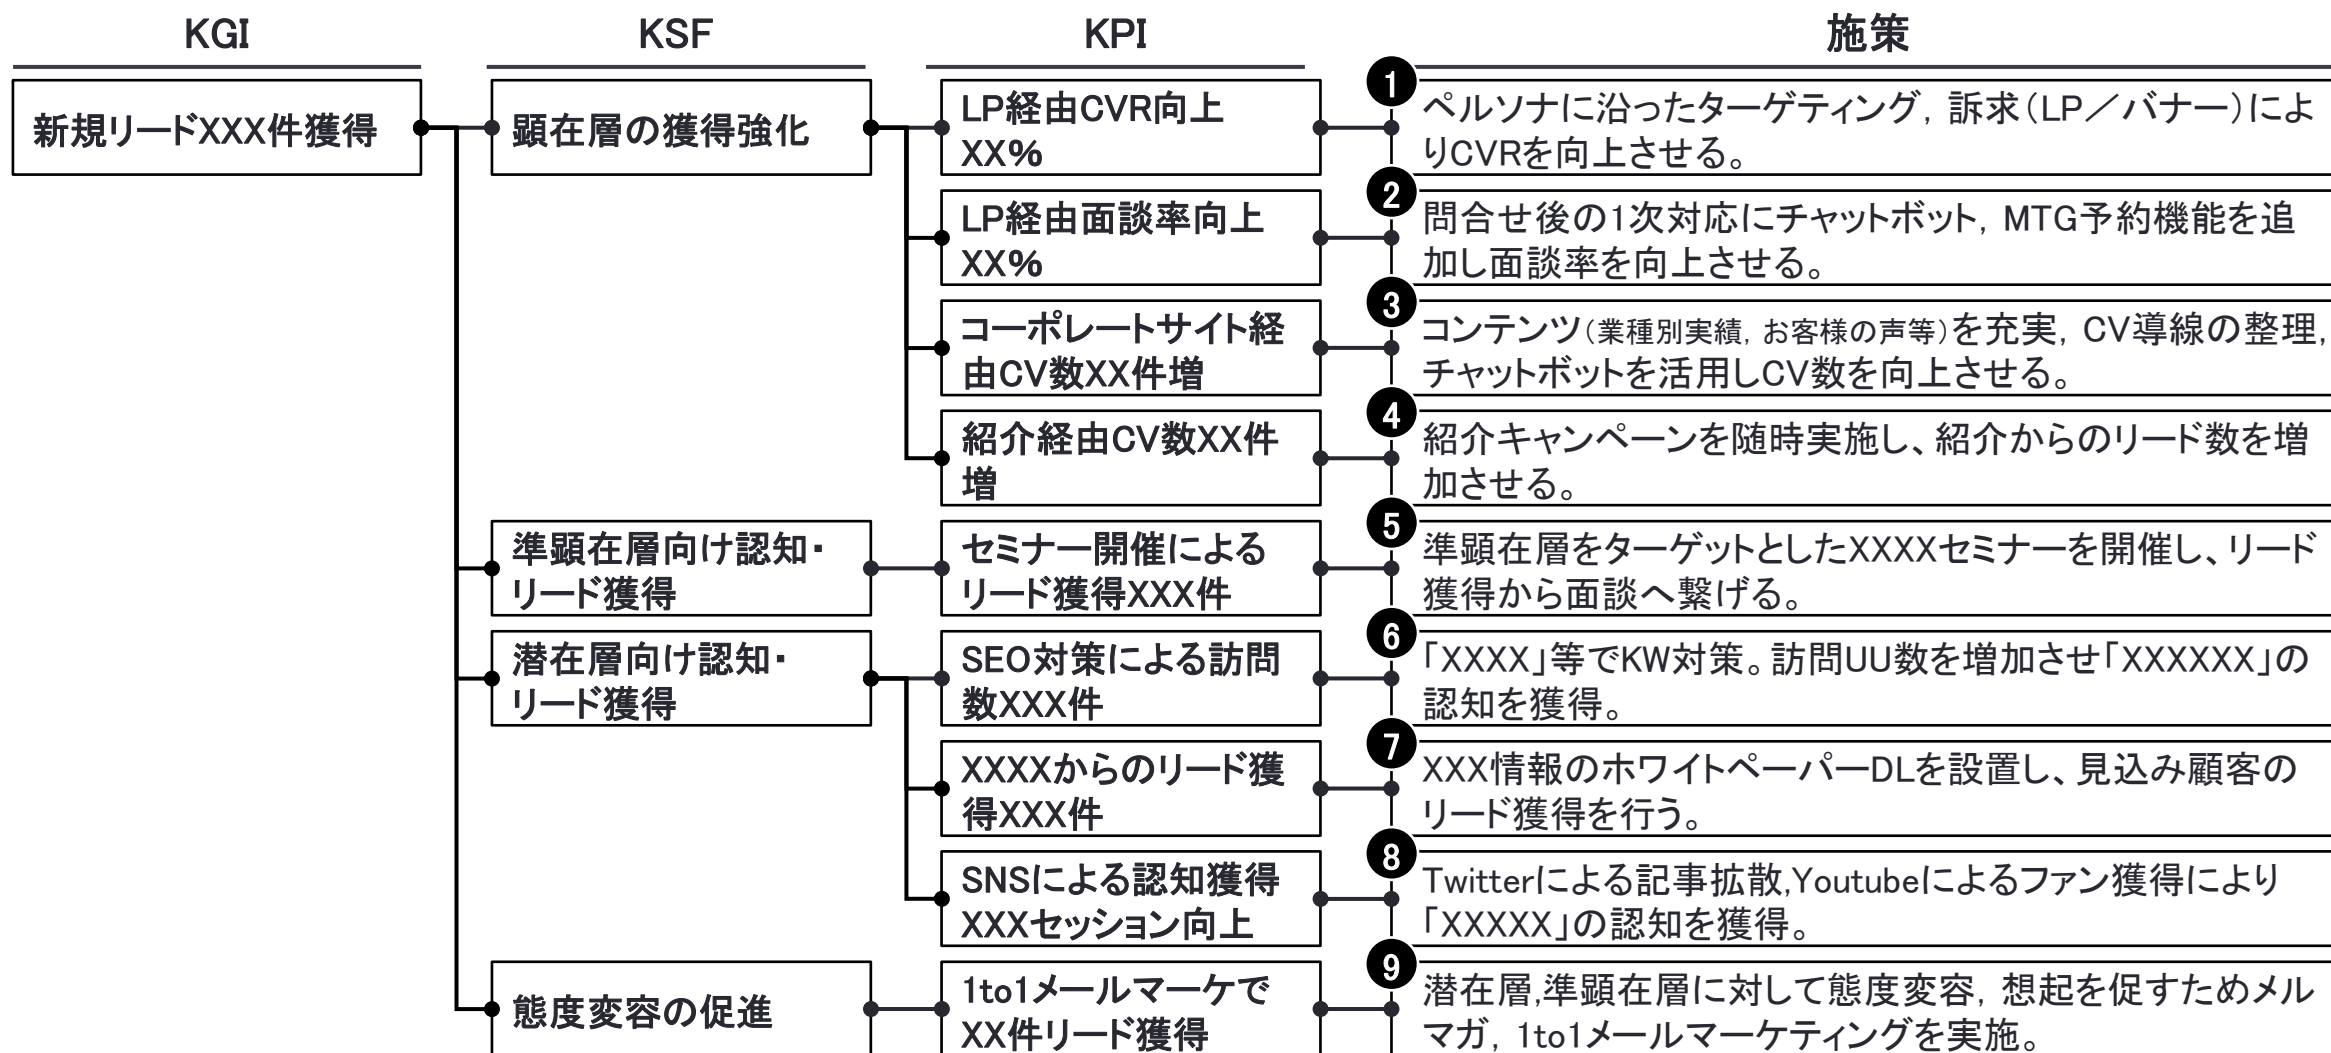 KGI
KSF
KPI
施策
新規リードXXX件獲得
顕在層の獲得強化
LP経由CVR向上
XX%
1
ペルソナに沿ったターゲティング, 訴求(LP/バナー)によ
りCVRを向上させる。
LP経由面談率向上
XX%
2
問合せ後の1次対応にチャットボット, MTG予約機能を追
加し面談率を向上させる。
コーポレートサイト経
由CV数XX件増
3
コンテンツ(業種別実績, お客様の声等)を充実, CV導線の整理,
チャットボットを活用しCV数を向上させる。
紹介経由CV数XX件
増
4
紹介キャンペーンを随時実施し、紹介からのリード数を増
加させる。
準顕在層向け認知・
リード獲得
セミナー開催による
リード獲得XXX件
5
準顕在層をターゲットとしたXXXXセミナーを開催し、リード
獲得から面談へ繋げる。
潜在層向け認知・
リード獲得
SEO対策による訪問
数XXX件
6
「XXXX」等でKW対策。訪問UU数を増加させ「XXXXXX」の
認知を獲得。
XXXXからのリード獲
得XXX件
7
XXX情報のホワイトペーパーDLを設置し、見込み顧客の
リード獲得を行う。
SNSによる認知獲得
XXXセッション向上
8
Twitterによる記事拡散,Youtubeによるファン獲得により
「XXXXX」の認知を獲得。
態度変容の促進
1to1メールマーケで
XX件リード獲得
9
潜在層,準顕在層に対して態度変容, 想起を促すためメル
マガ, 1to1メールマーケティングを実施。